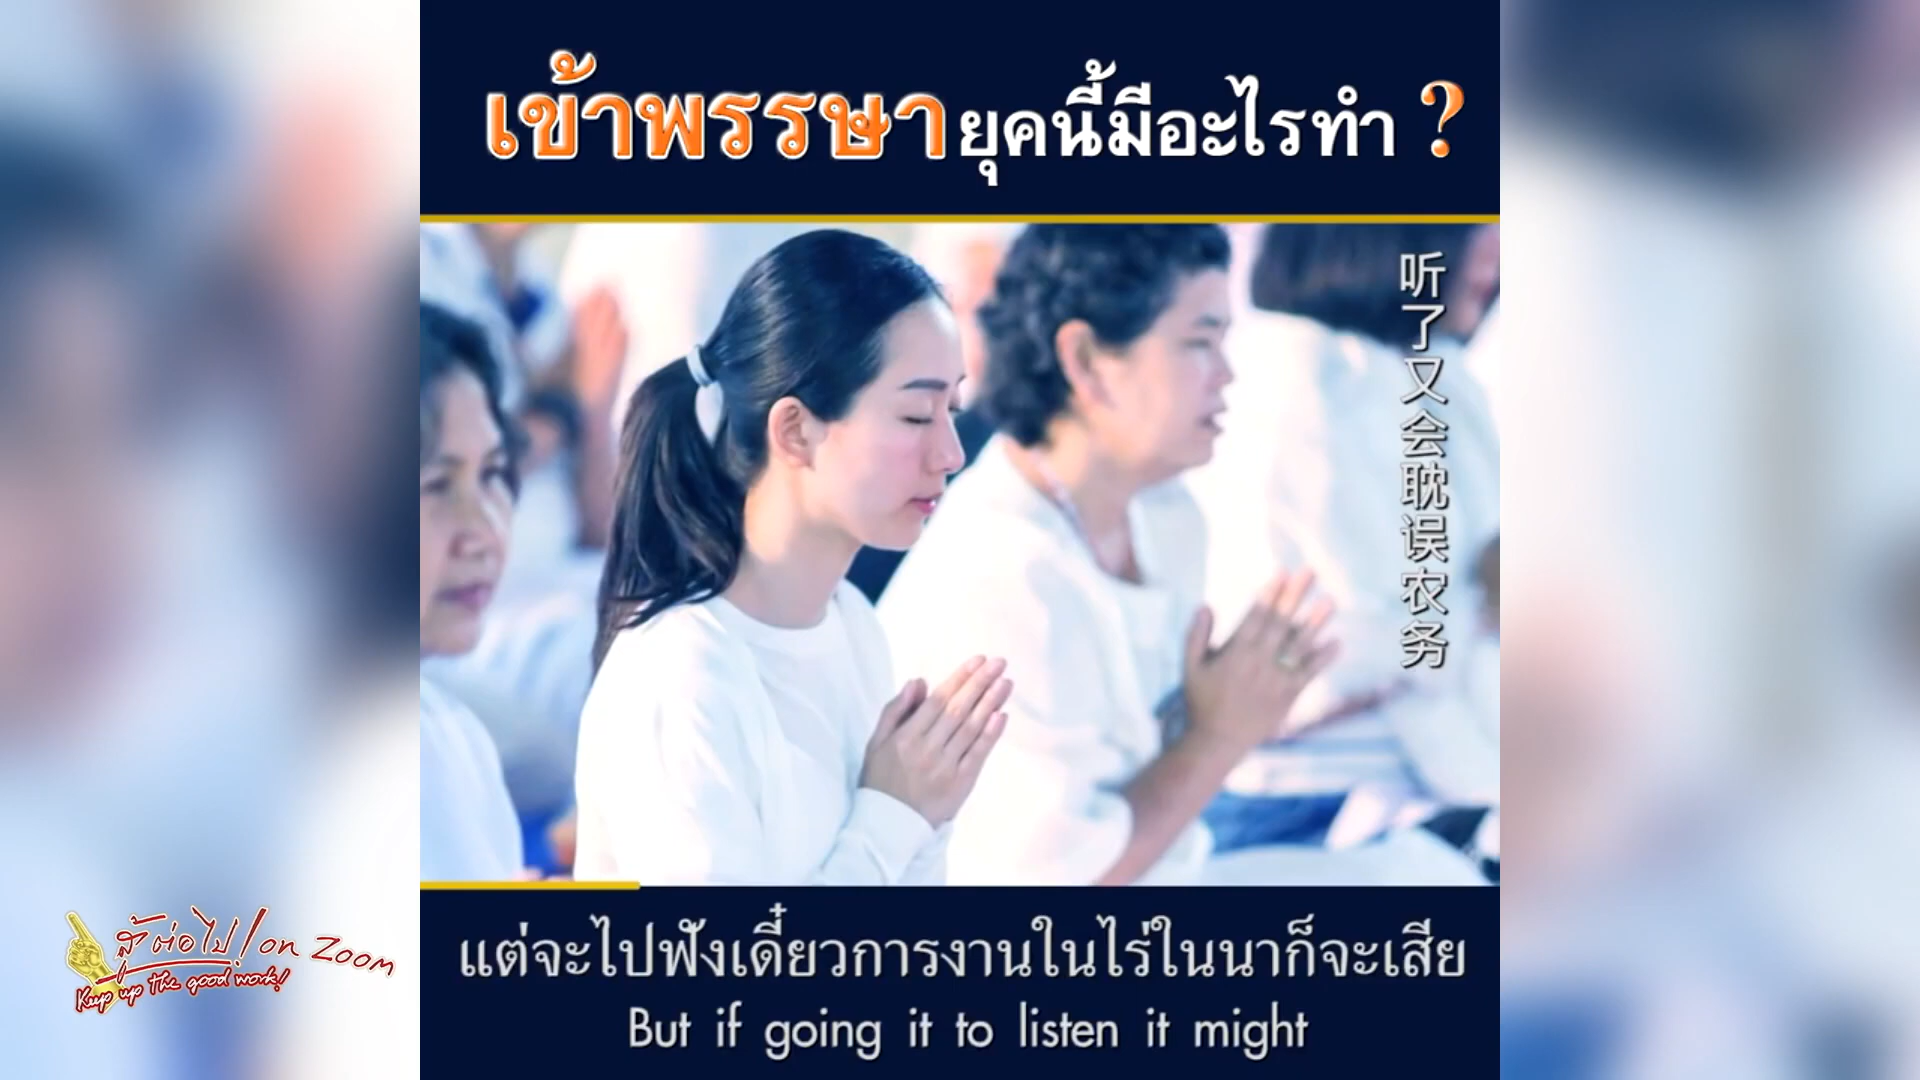 เข้าพรรษายุคนี้มีอะไรทำ ?
听了又会耽误农务
แต่จะไปฟังเดี๋ยวการงานในไร่ในนาก็จะเสีย
But if going it to listen it might
สู้ต่อไป! on Zoom
Keep up the good work!